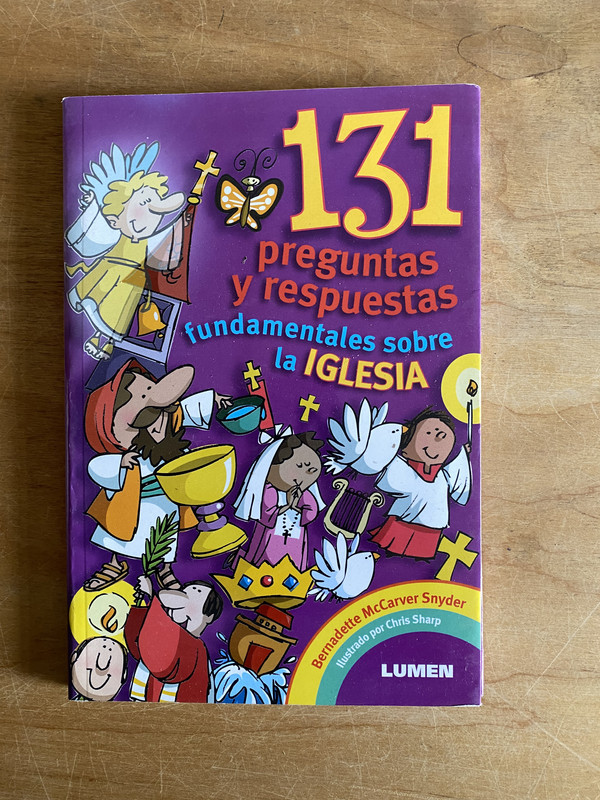 131
preguntas
y respuestas
fundamentales sobre
la IGLESIA
Bernadette McCarver Snyder
Ilustrado por Chris Sharp
LUMEN